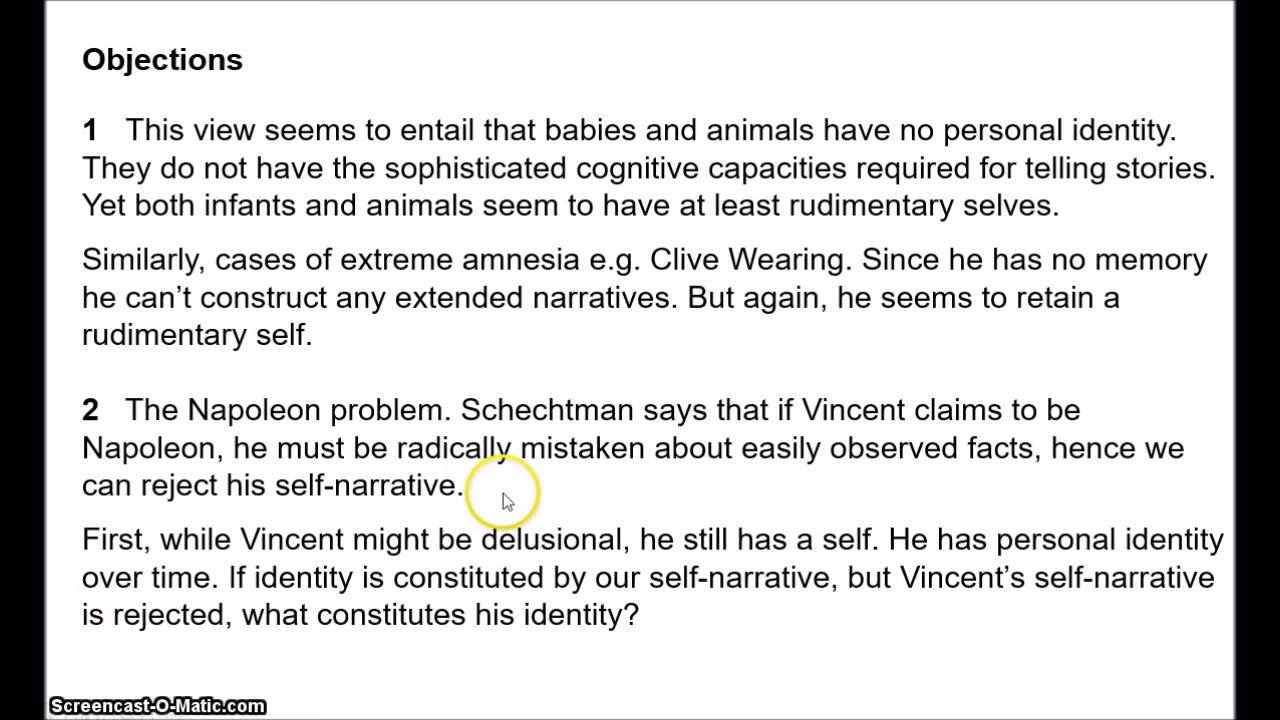 Objections
1 This view seems to entail that babies and animals have no personal identity.
They do not have the sophisticated cognitive capacities required for telling stories.
Yet both infants and animals seem to have at least rudimentary selves.
Similarly, cases of extreme amnesia e.g. Clive Wearing. Since he has no memory
he can’t construct any extended narratives. But again, he seems to retain a
rudimentary self.
2 The Napoleon problem. Schechtman says that if Vincent claims to be
Napoleon, he must be radically mistaken about easily observed facts, hence we
can reject his self-narrative.
First, while Vincent might be delusional, he still has a self. He has personal identity
over time. If identity is constituted by our self-narrative, but Vincent’s self-narrative
is rejected, what constitutes his identity?
Screencast-O-Matic.com